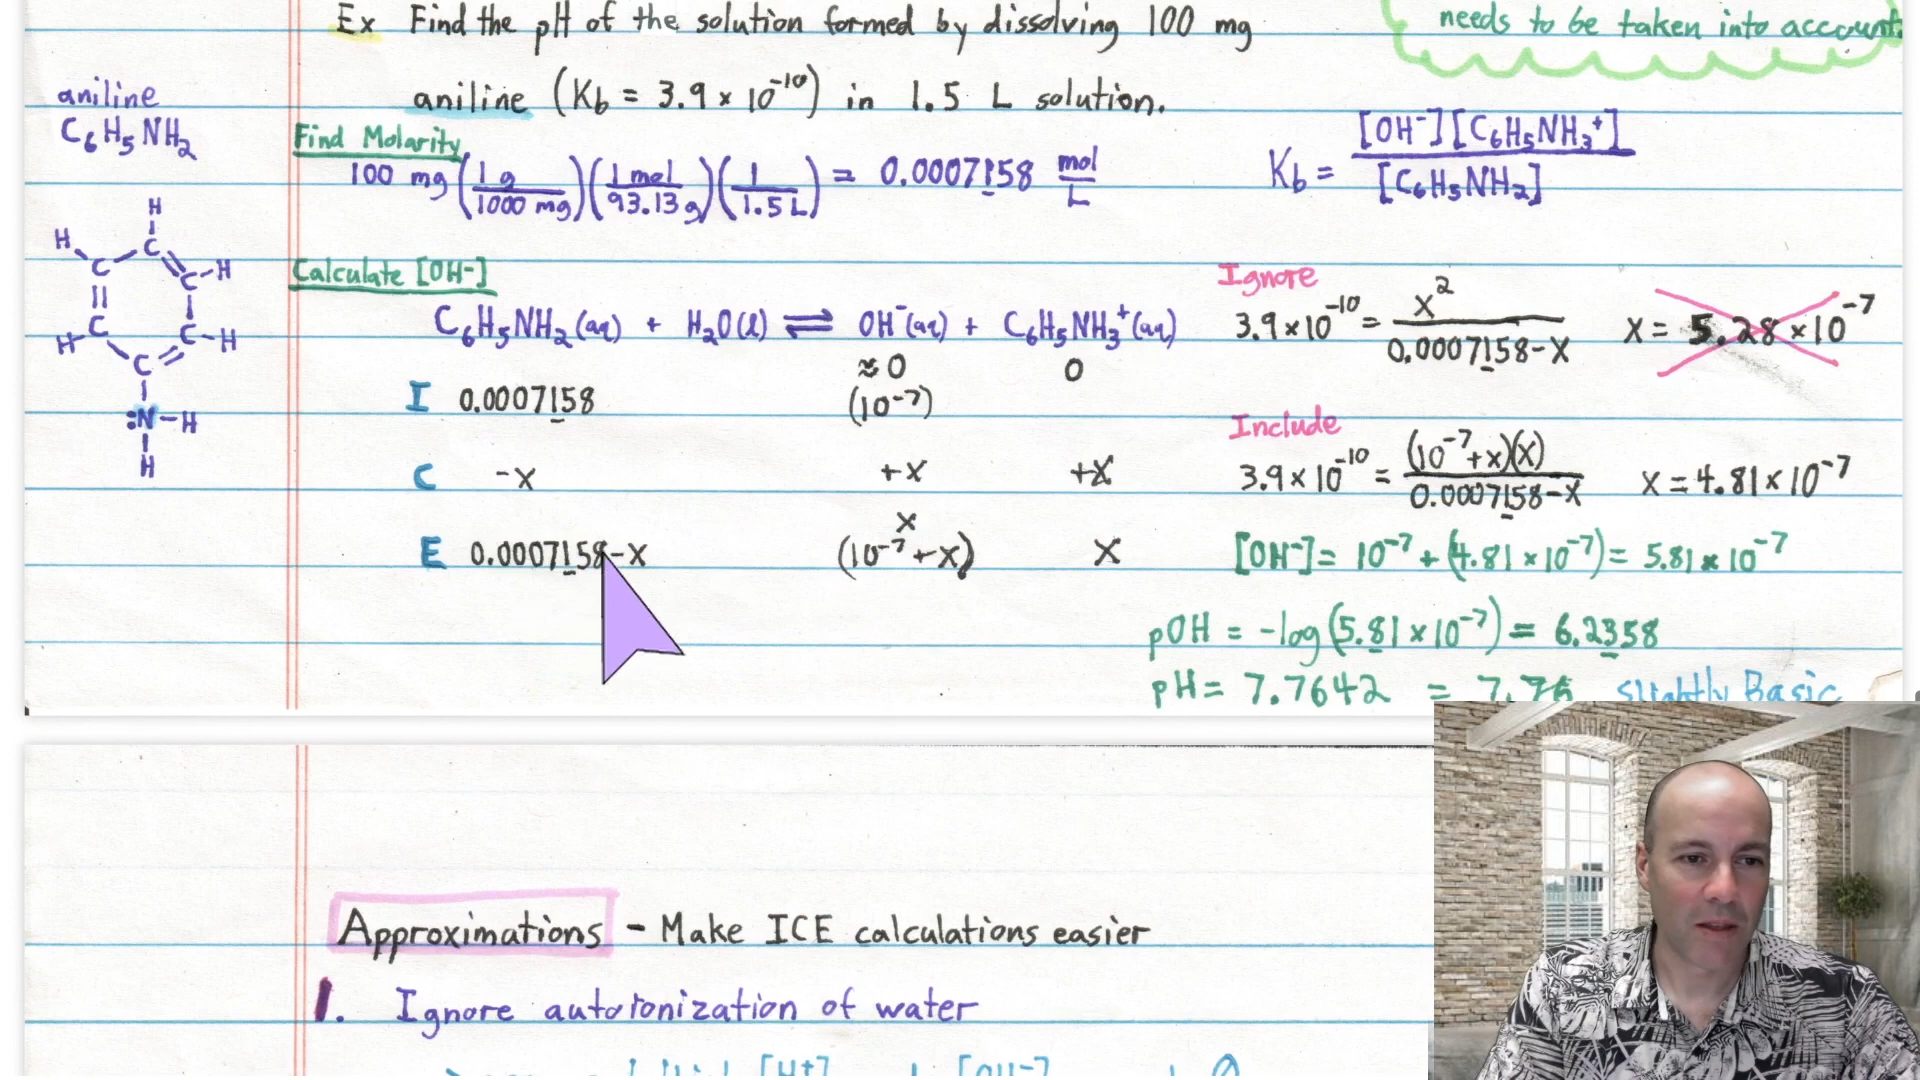 Ex Find the pH of the solution formed by dissolving 100 mg
aniline (Kb = 3.9 × 10⁻¹⁰) in 1.5 L solution.
needs to be taken into account.
aniline
C₆H₅NH₂
H
H C
C C H
C C
H C H
:N-H
H
Find Molarity
100 mg (1 g / 1000 mg)(1 mol / 93.13 g)(1 / 1.5 L) = 0.0007158 mol/L
Kb = [OH⁻][C₆H₅NH₃⁺] / [C₆H₅NH₂]
Calculate [OH-]
C₆H₅NH₂(aq) + H₂O(l) ⇌ OH⁻(aq) + C₆H₅NH₃⁺(aq)
≈0 0
I 0.0007158 (10⁻⁷)
C -x +x +x
x
E 0.0007158-x (10⁻⁷+x) x
Ignore
3.9×10⁻¹⁰ = x² / 0.0007158-x x = 5.28×10⁻⁷
Include
3.9×10⁻¹⁰ = (10⁻⁷+x)(x) / 0.0007158-x x = 4.81×10⁻⁷
[OH⁻] = 10⁻⁷ + (4.81×10⁻⁷) = 5.81×10⁻⁷
pOH = -log(5.81×10⁻⁷) = 6.2358
pH = 7.7642 = 7.76 slightly Basic
Approximations - Make ICE calculations easier
1. Ignore autoionization of water
[H⁺] [OH⁻]